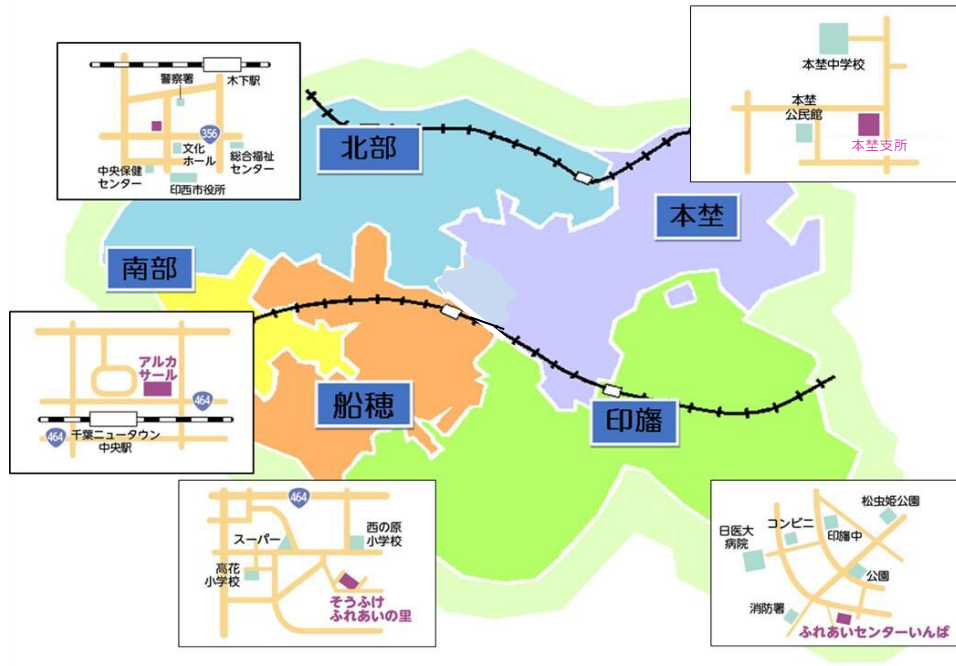 警察署
木下駅
356
文化
ホール
総合福祉
センター
中央保健
センター
印西市役所
北部
本埜中学校
本埜
公民館
本埜支所
本埜
南部
アルカ
サール
464
464
千葉ニュータウン
中央駅
船穂
印旛
464
スーパー
西の原
小学校
高花
小学校
そうふけ
ふれあいの里
松虫姫公園
日医大
病院
コンビニ
印旛中
公園
消防署
ふれあいセンターいんば